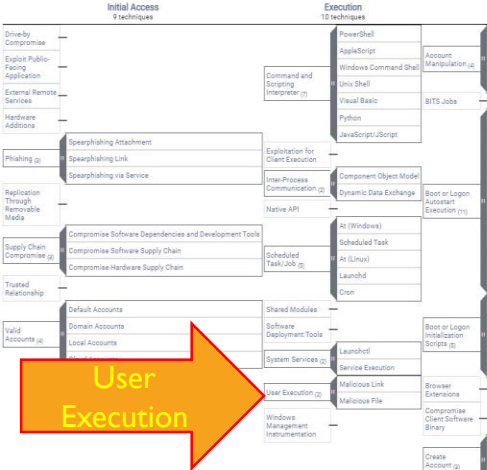 Initial Access
9 techniques
Drive-by
Compromise
Exploit Public-
Facing
Application
External Remote
Services
Hardware
Additions
Phishing (3)
Spearphishing Attachment
Spearphishing Link
Spearphishing via Service
Replication
Through
Removable
Media
Supply Chain
Compromise (3)
Compromise Software Dependencies and Development Tools
Compromise Software Supply Chain
Compromise Hardware Supply Chain
Trusted
Relationship
Valid
Accounts (4)
Default Accounts
Domain Accounts
Local Accounts
Execution
10 techniques
Command and
Scripting
Interpreter (7)
PowerShell
AppleScript
Windows Command Shell
Unix Shell
Visual Basic
Python
JavaScript/JScript
Exploitation for
Client Execution
Inter-Process
Communication (2)
Component Object Model
Dynamic Data Exchange
Native API
Scheduled
Task/Job (5)
At (Windows)
Scheduled Task
At (Linux)
Launchd
Cron
Shared Modules
Software
Deployment Tools
System Services (2)
Launchctl
Service Execution
User Execution (2)
Malicious Link
Malicious File
Windows
Management
Instrumentation
Account
Manipulation (4)
BITS Jobs
Boot or Logon
Autostart
Execution (11)
Boot or Logon
Initialization
Scripts (5)
Browser
Extensions
Compromise
Client Software
Binary
Create
Account (3)
User
Execution